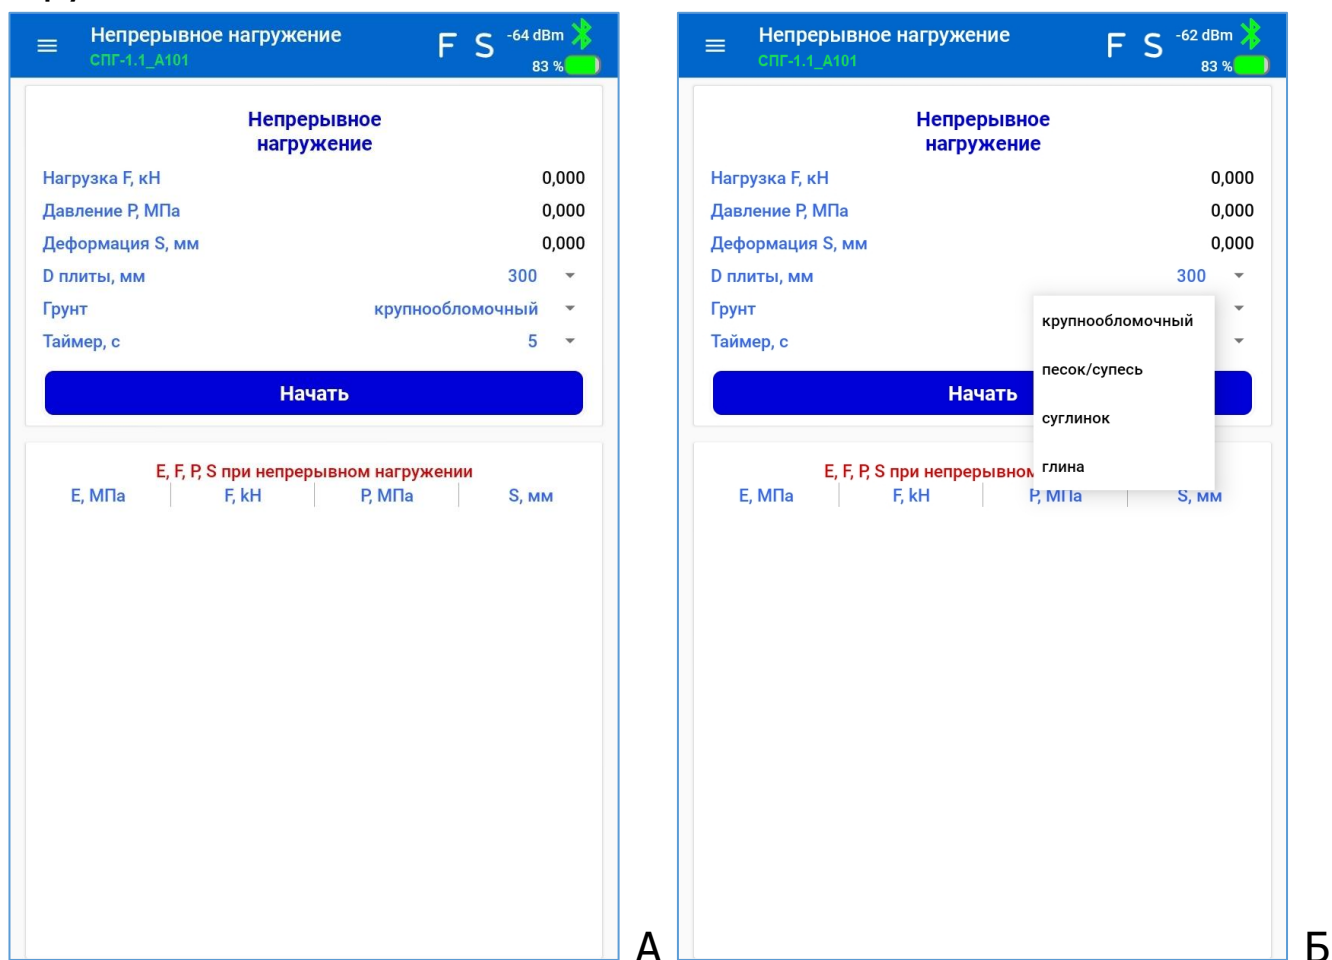 Непрерывное нагружение
СПГ-1.1_A101
F S -64 dBm
83 %
Непрерывное
нагружение
Нагрузка F, кН 0,000
Давление P, МПа 0,000
Деформация S, мм 0,000
D плиты, мм 300
Грунт крупнообломочный
Таймер, с 5
Начать
E, F, P, S при непрерывном нагружении
E, МПа F, kH P, МПа S, мм
А
Непрерывное нагружение
СПГ-1.1_A101
F S -62 dBm
83 %
Непрерывное
нагружение
Нагрузка F, кН 0,000
Давление P, МПа 0,000
Деформация S, мм 0,000
D плиты, мм 300
Грунт
крупнообломочный
Таймер, с
песок/супесь
Начать
суглинок
глина
E, F, P, S при непрерывном
E, МПа F, kH P, МПа S, мм
Б